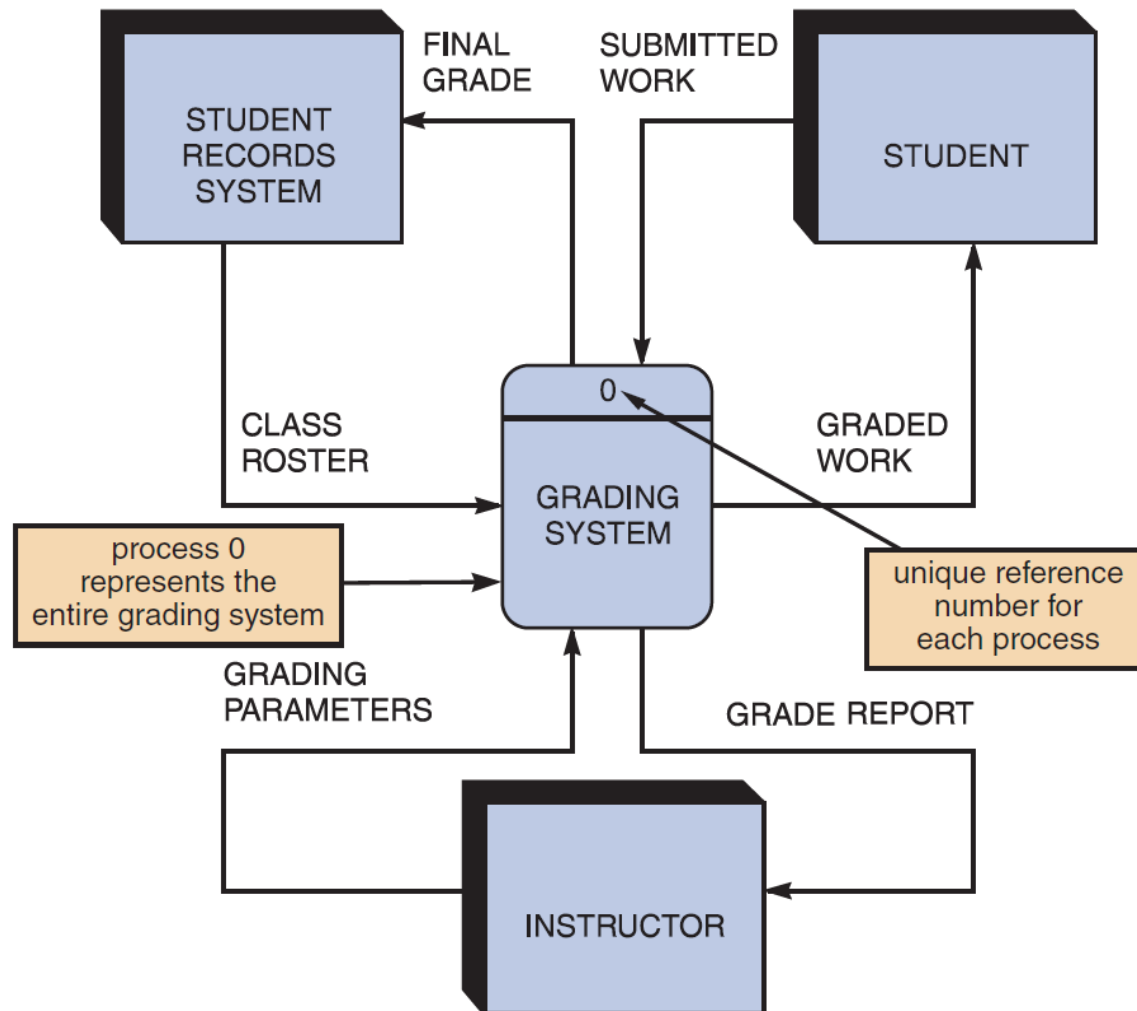 FINAL
GRADE
SUBMITTED
WORK
STUDENT
RECORDS
SYSTEM
STUDENT
0
CLASS
ROSTER
GRADED
WORK
GRADING
SYSTEM
process 0
represents the
entire grading system
unique reference
number for
each process
GRADING
PARAMETERS
GRADE REPORT
INSTRUCTOR